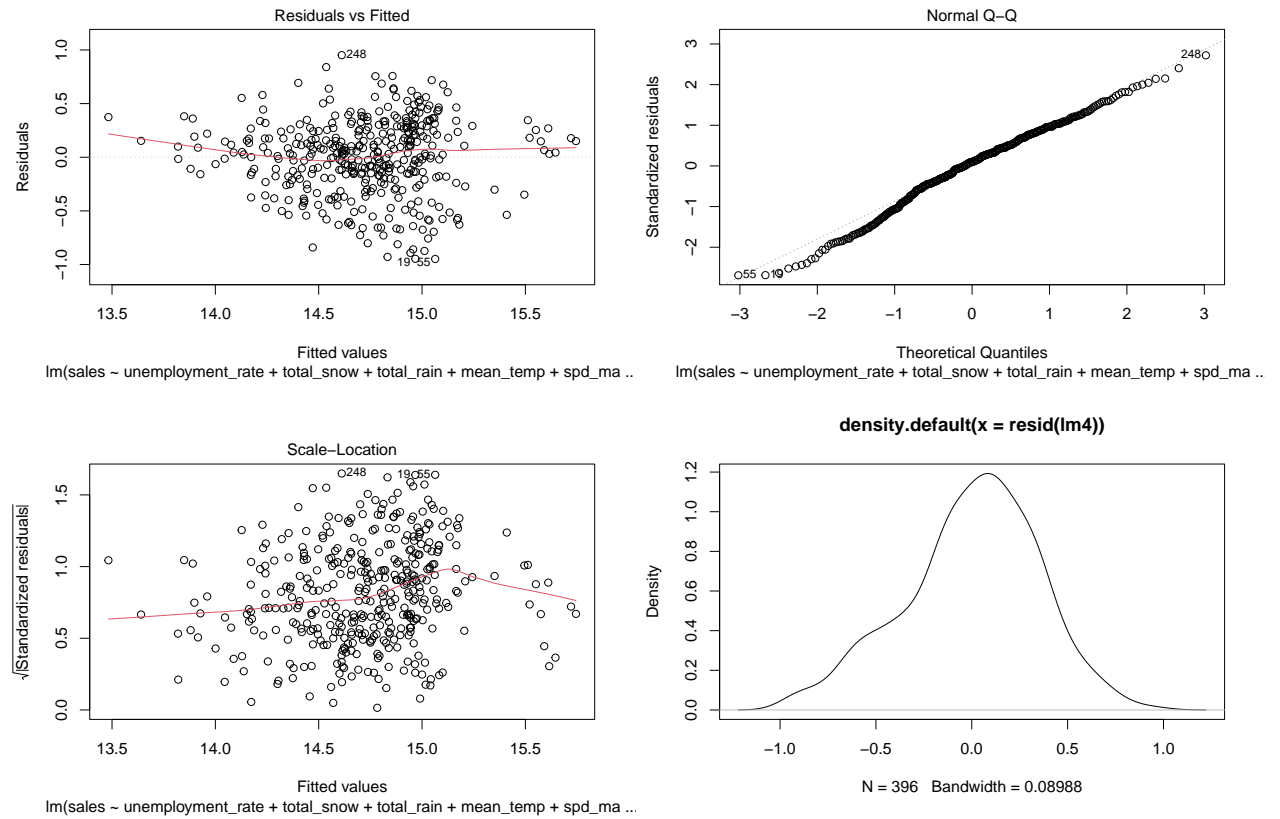 Residuals vs Fitted
Residuals
1.0
0.5
0.0
−0.5
−1.0
248
19 55
13.5 14.0 14.5 15.0 15.5
Fitted values
lm(sales ~ unemployment_rate + total_snow + total_rain + mean_temp + spd_ma ..
Normal Q−Q
Standardized residuals
3
2
1
0
−1
−2
248
55 19
−3 −2 −1 0 1 2 3
Theoretical Quantiles
lm(sales ~ unemployment_rate + total_snow + total_rain + mean_temp + spd_ma ..
Scale−Location
√|Standardized residuals|
1.5
1.0
0.5
0.0
248 19 55
13.5 14.0 14.5 15.0 15.5
Fitted values
lm(sales ~ unemployment_rate + total_snow + total_rain + mean_temp + spd_ma ..
density.default(x = resid(lm4))
Density
1.2
1.0
0.8
0.6
0.4
0.2
0.0
−1.0 −0.5 0.0 0.5 1.0
N = 396 Bandwidth = 0.08988